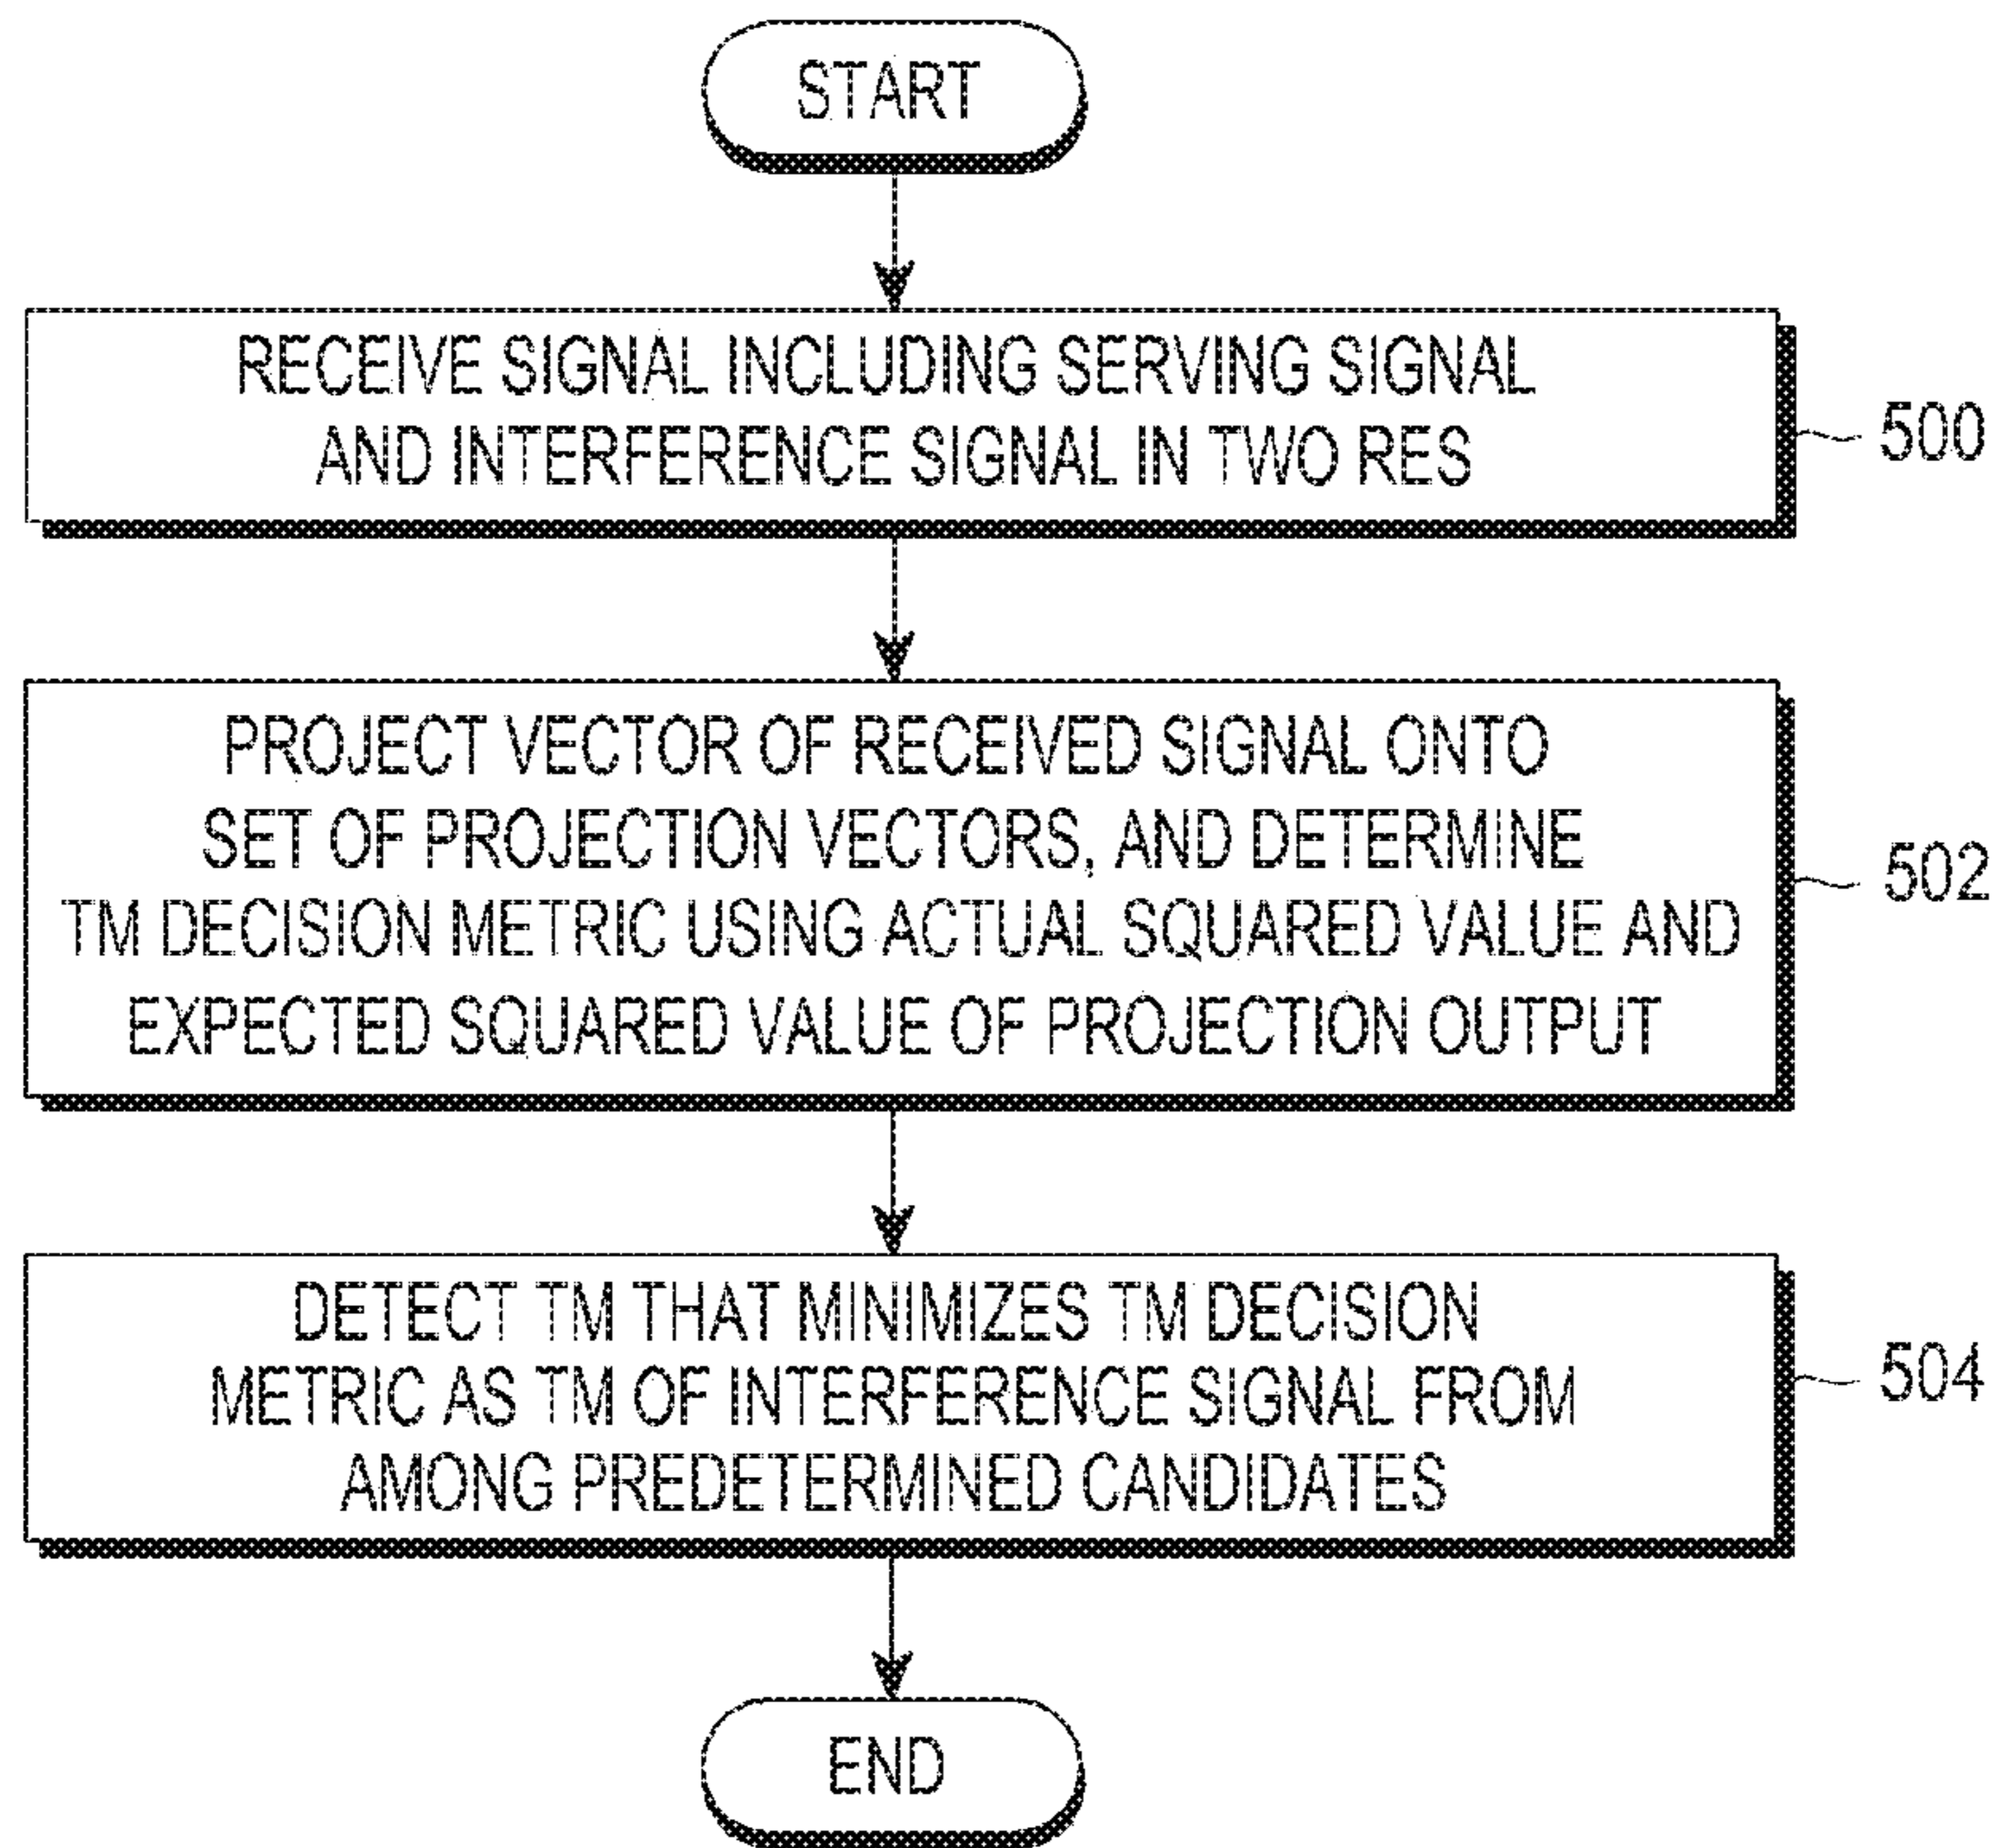 START
RECEIVE SIGNAL INCLUDING SERVING SIGNAL
AND INTERFERENCE SIGNAL IN TWO RES
500
PROJECT VECTOR OF RECEIVED SIGNAL ONTO
SET OF PROJECTION VECTORS, AND DETERMINE
TM DECISION METRIC USING ACTUAL SQUARED VALUE AND
EXPECTED SQUARED VALUE OF PROJECTION OUTPUT
502
DETECT TM THAT MINIMIZES TM DECISION
METRIC AS TM OF INTERFERENCE SIGNAL FROM
AMONG PREDETERMINED CANDIDATES
504
END